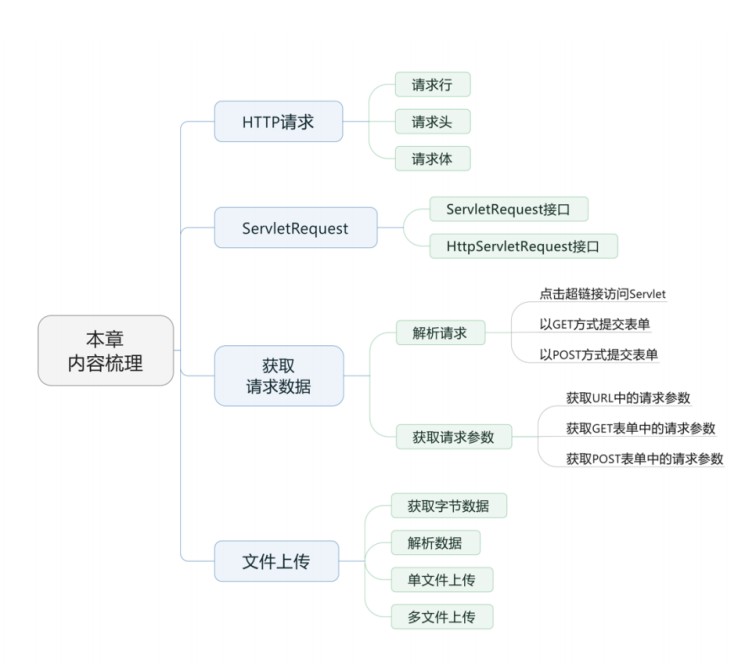 本章
内容梳理
HTTP请求
请求行
请求头
请求体
ServletRequest
ServletRequest接口
HttpServletRequest接口
获取
请求数据
解析请求
点击超链接访问Servlet
以GET方式提交表单
以POST方式提交表单
获取请求参数
获取URL中的请求参数
获取GET表单中的请求参数
获取POST表单中的请求参数
文件上传
获取字节数据
解析数据
单文件上传
多文件上传